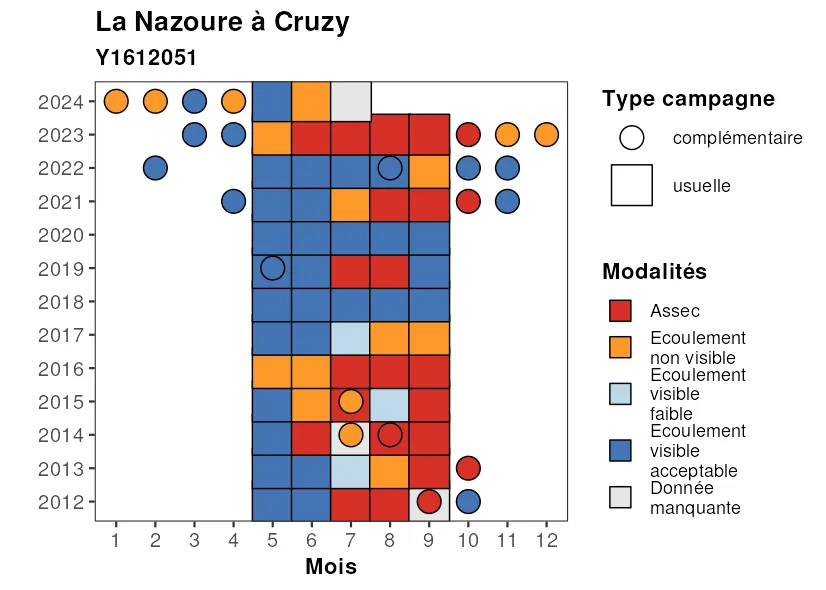 La Nazoure à Cruzy
Y1612051
2024
2023
2022
2021
2020
2019
2018
2017
2016
2015
2014
2013
2012
1 2 3 4 5 6 7 8 9 10 11 12
Mois
Type campagne
complémentaire
usuelle
Modalités
Assec
Ecoulement
non visible
Ecoulement
visible
faible
Ecoulement
visible
acceptable
Donnée
manquante